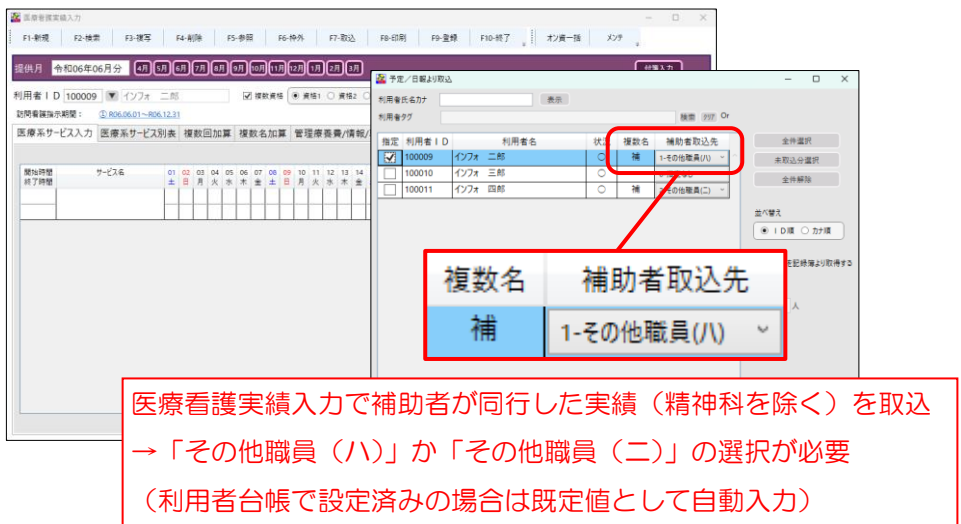 医療看護実績入力
F1-新規 F2-検索 F3-複写 F4-削除 F5-参照 F6-枠外 F7-取込 F8-印刷 F9-登録 F10-終了 オン資一括 メンテ
提供月 令和06年06月分 4月 5月 6月 7月 8月 9月 10月 11月 12月 1月 2月 3月
利用者ID 100009 インフォ 二郎 複数資格 資格1 資格2
訪問看護指示期間: ① R06.06.01～R06.12.31
医療系サービス入力 医療系サービス別表 複数回加算 複数名加算 管理療養費/情報/
開始時間 サービス名 01 02 03 04 05 06 07 08 09 10 11 12 13 14
終了時間 土 日 月 火 水 木 金 土 日 月 火 水 木 金
予定/日報より取込
利用者氏名カナ 表示
利用者タグ 検索 クリア Or
指定 利用者ID 利用者名 状況 複数名 補助者取込先
100009 インフォ 二郎 ○ 補 1-その他職員(ハ)
100010 インフォ 三郎
100011 インフォ 四郎 ○ 補 2-その他職員(ニ)
全件選択
未取込分選択
全件解除
並べ替え
ID順 カナ順
を記録簿より取得する
人
複数名 補助者取込先
補 1-その他職員(ハ)
医療看護実績入力で補助者が同行した実績（精神科を除く）を取込
→「その他職員（ハ）」か「その他職員（ニ）」の選択が必要
（利用者台帳で設定済みの場合は既定値として自動入力）